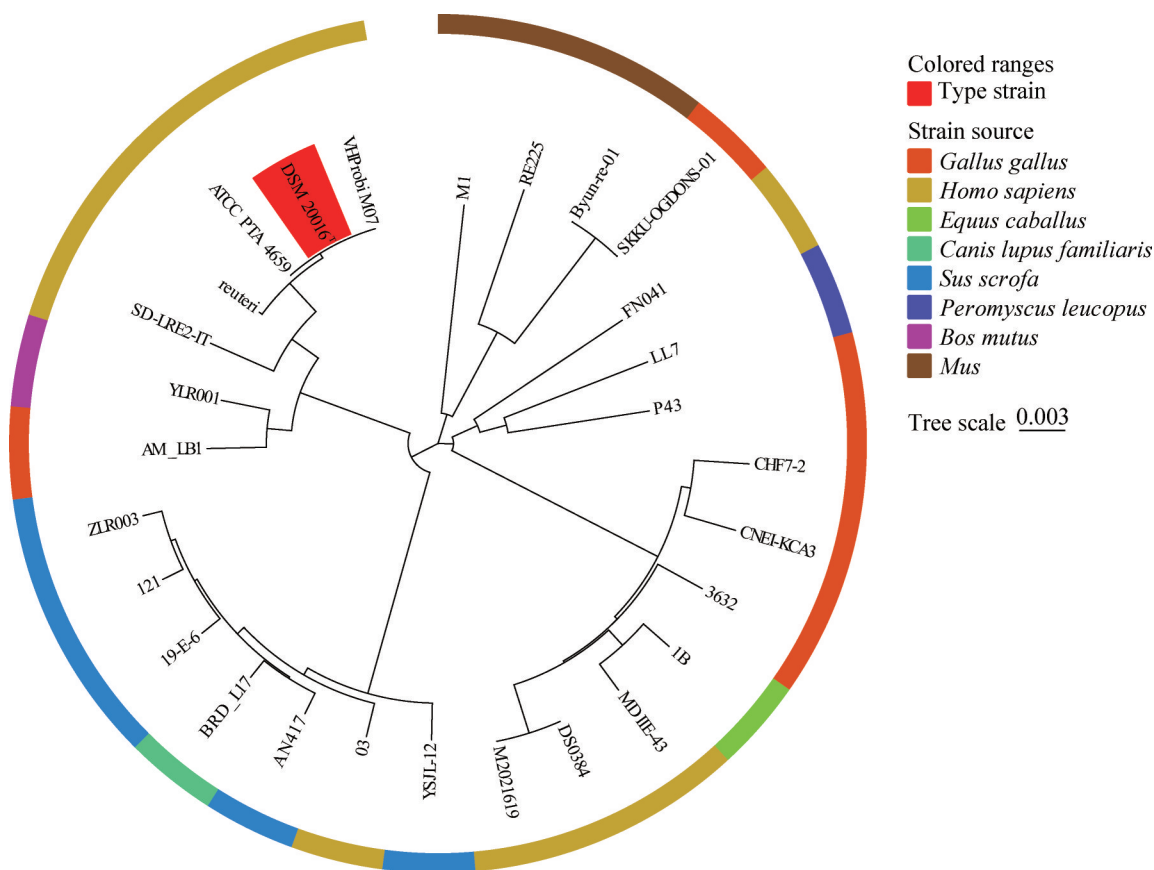 Colored ranges
Type strain
Strain source
Gallus gallus
Homo sapiens
Equus caballus
Canis lupus familiaris
Sus scrofa
Peromyscus leucopus
Bos mutus
Mus
Tree scale 0.003
M1
RE225
Byun-re-01
SKKU-OGDONS-01
FN041
LL7
P43
CHF7-2
CNEI-KCA3
3632
1B
MD IIE-43
DS0384
M2021619
YSJL-12
03
AN417
BRD_L17
19-E-6
121
ZLR003
AM_LB1
YLR001
SD-LRE2-IT
reuteri
ATCC PTA 4659
DSM 20016ᵀ
VHProbi M07